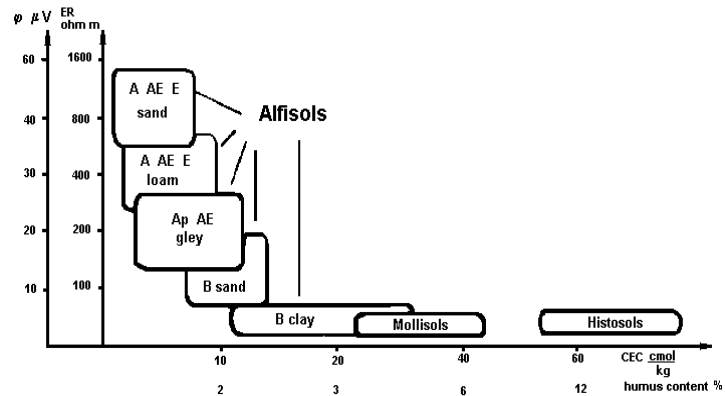 φ μV
ER
ohm m
60
1600
A AE E
sand
Alfisols
40
800
30
A AE E
loam
400
20
Ap AE
gley
200
10
100
B sand
B clay
Mollisols
Histosols
10
20
40
60
CEC cmol
kg
2
3
6
12
humus content %